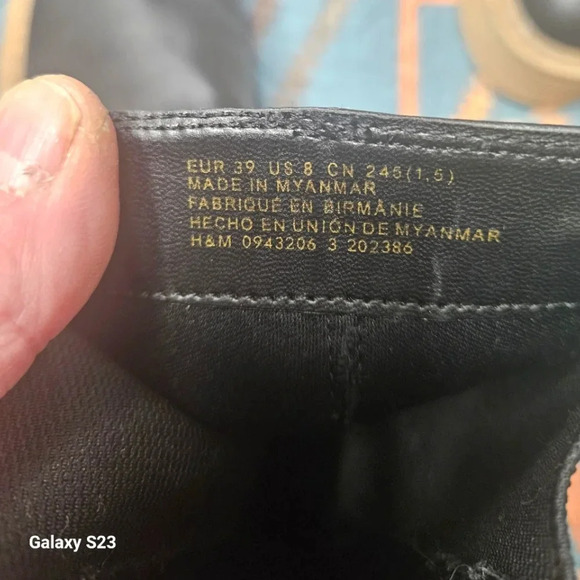 EUR 39 US 8 CN 245(1,5)
MADE IN MYANMAR
FABRIQUÉ EN BIRMANIE
HECHO EN UNIÓN DE MYANMAR
H&M 0943206 3 202386
Galaxy S23